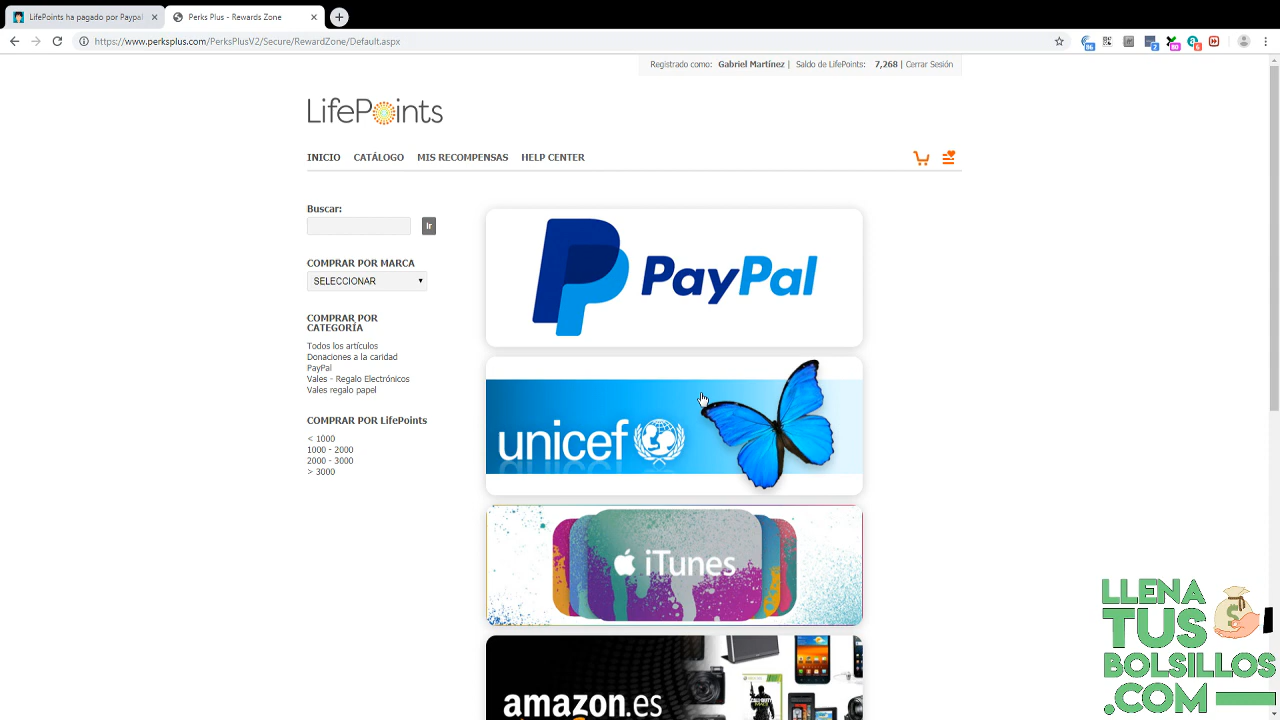 LifePoints ha pagado por Paypal
Perks Plus - Rewards Zone
https://www.perksplus.com/PerksPlusV2/Secure/RewardZone/Default.aspx
Registrado como: Gabriel Martínez | Saldo de LifePoints: 7,268 | Cerrar Sesión
LifePoints
INICIO CATÁLOGO MIS RECOMPENSAS HELP CENTER
Buscar:
Ir
COMPRAR POR MARCA
SELECCIONAR
COMPRAR POR
CATEGORÍA
Todos los artículos
Donaciones a la caridad
PayPal
Vales - Regalo Electrónicos
Vales regalo papel
COMPRAR POR LifePoints
< 1000
1000 - 2000
2000 - 3000
> 3000
PayPal
unicef
iTunes
amazon.es
LLENA
TUS
BOLSILLO
.COM